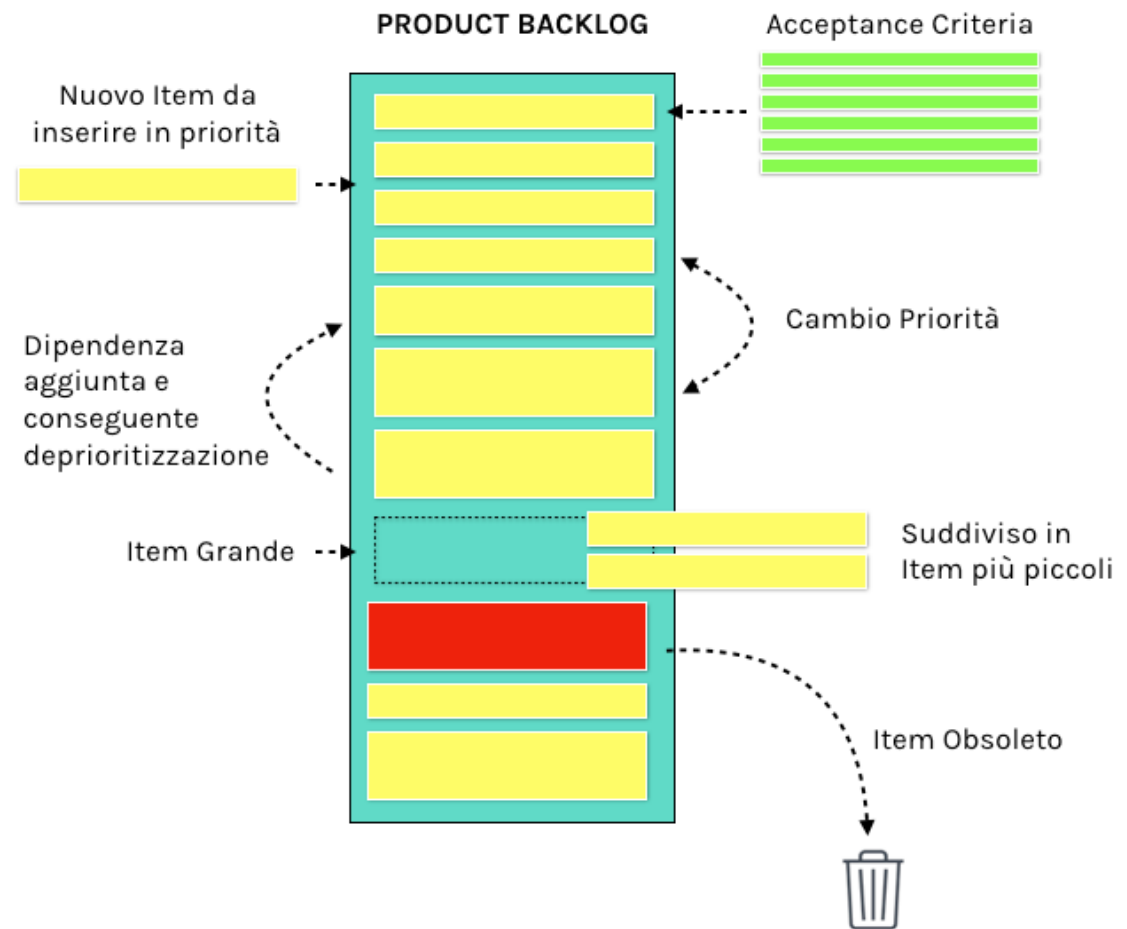 PRODUCT BACKLOG
Acceptance Criteria
Nuovo Item da
inserire in priorità
Cambio Priorità
Dipendenza
aggiunta e
conseguente
deprioritizzazione
Item Grande
Suddiviso in
Item più piccoli
Item Obsoleto